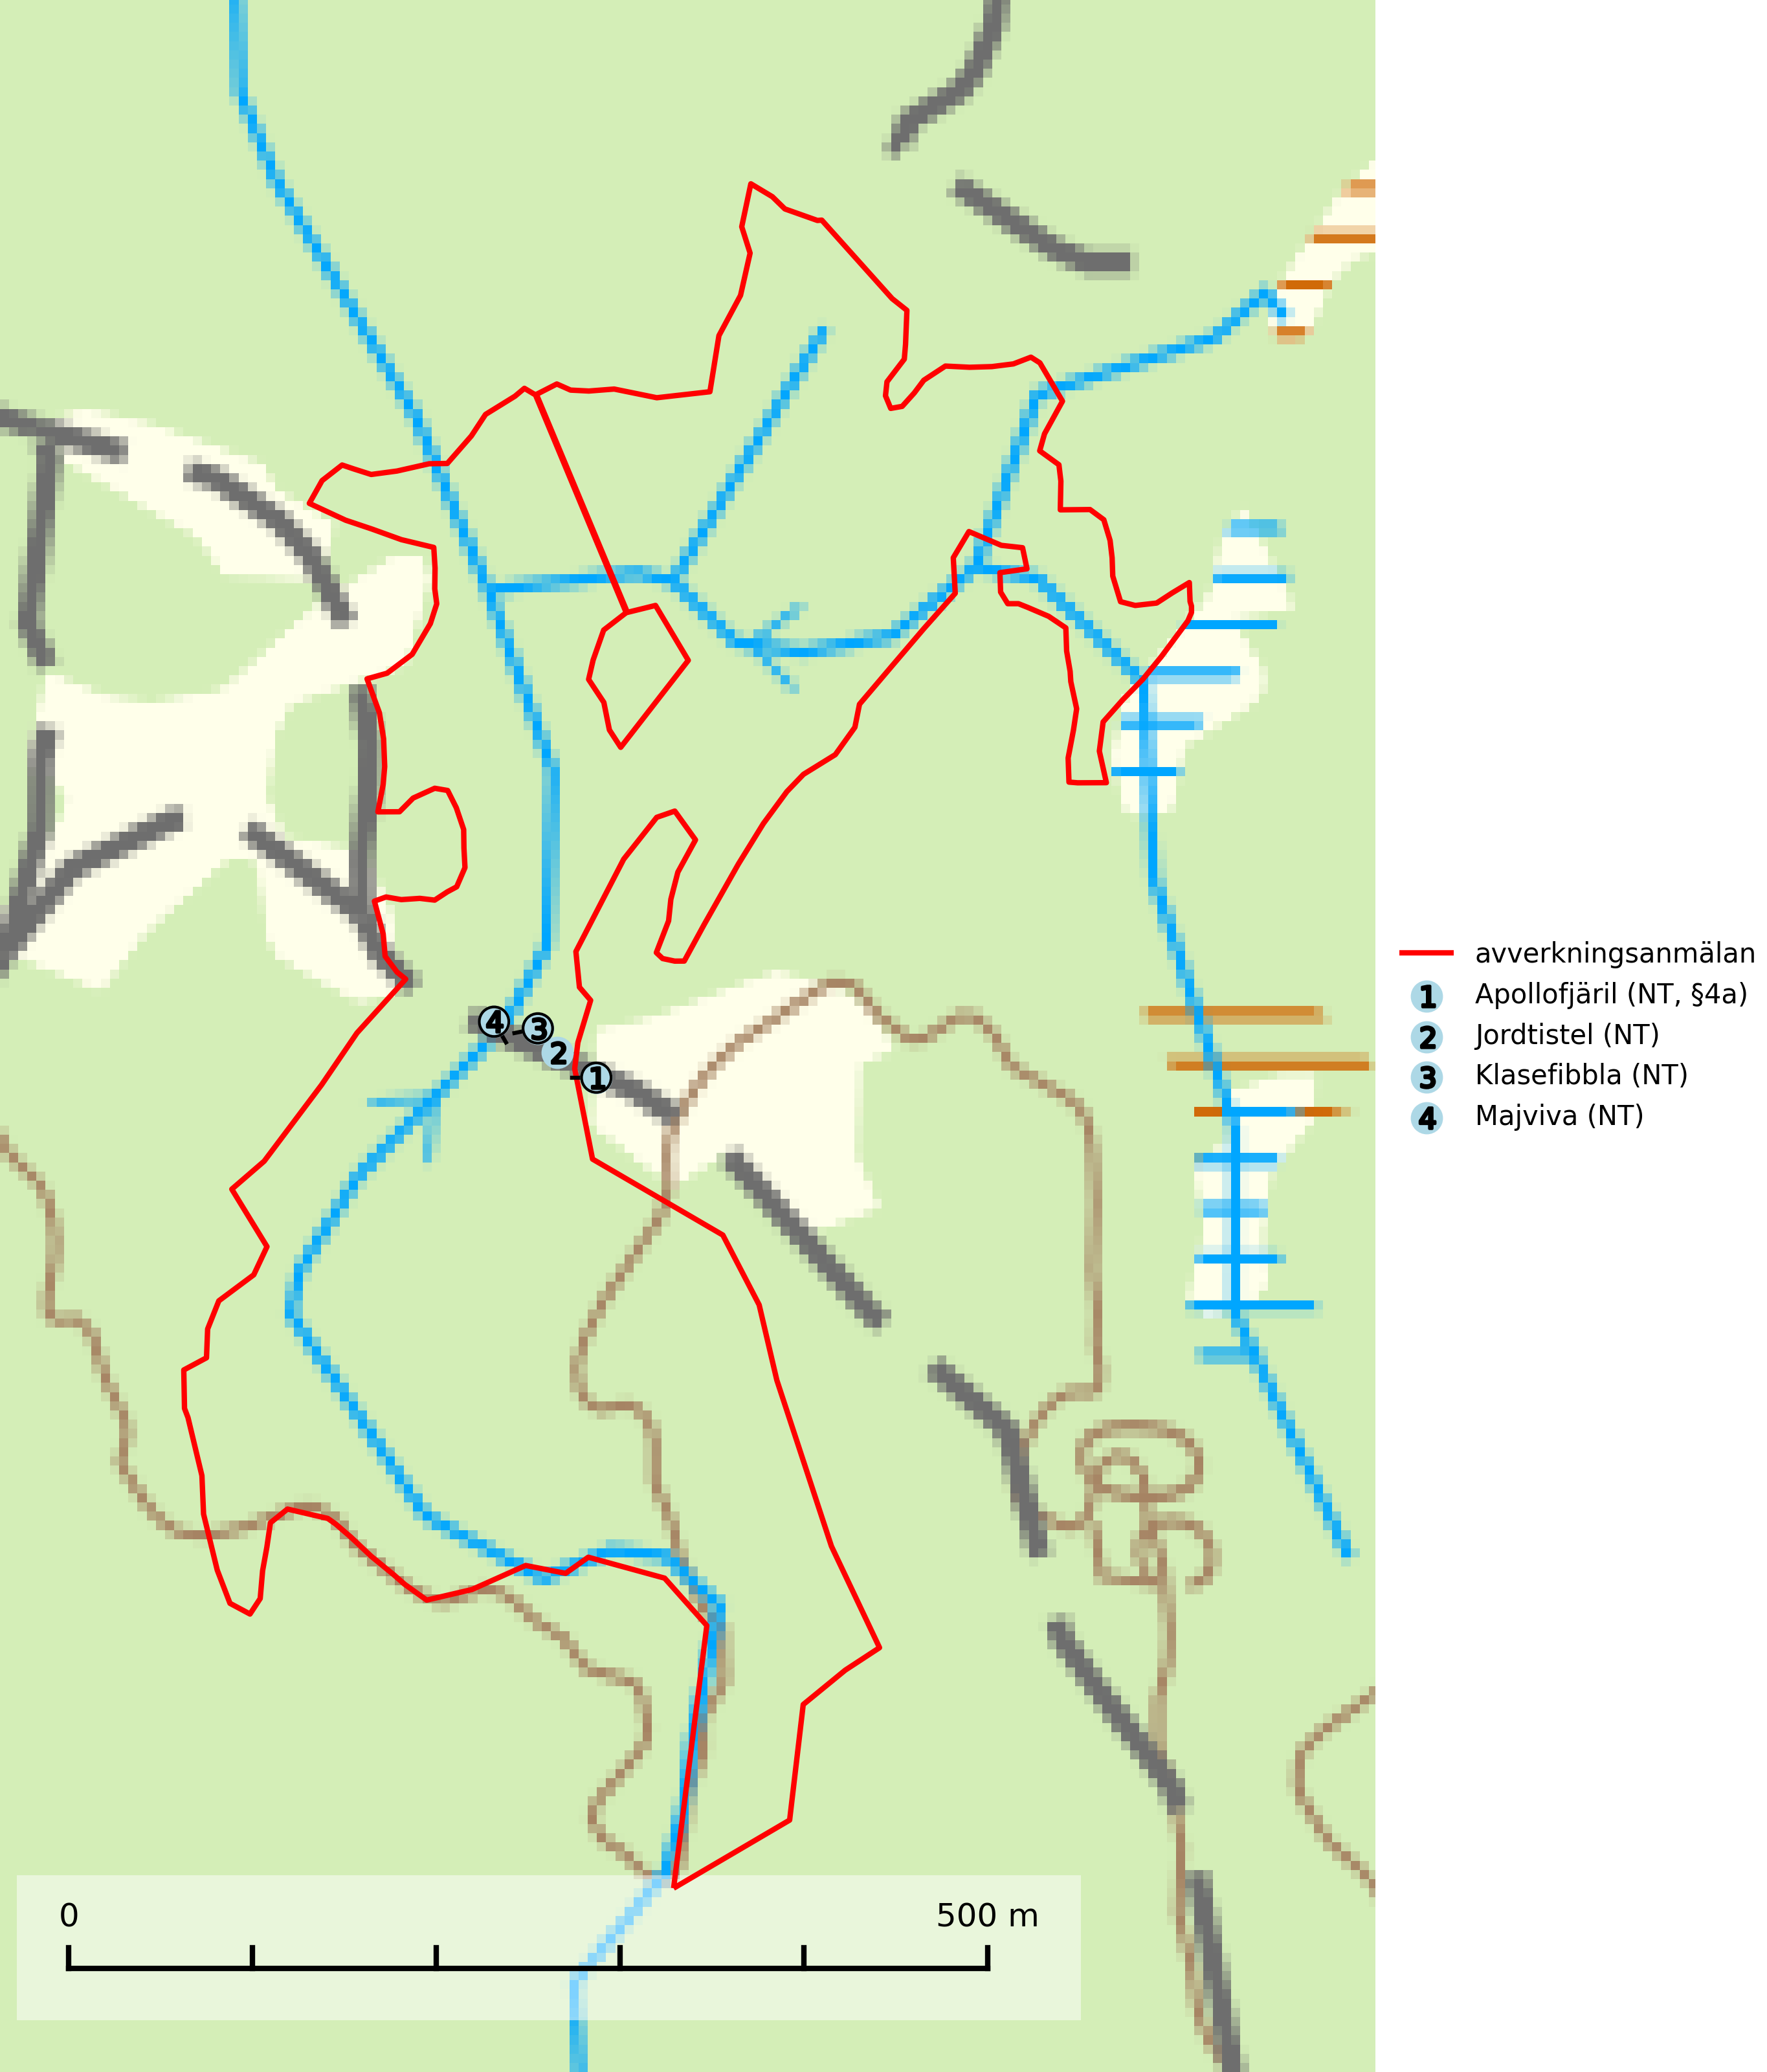 4
3
2
1
avverkningsanmälan
1 Apollofjäril (NT, §4a)
2 Jordtistel (NT)
3 Klasefibbla (NT)
4 Majviva (NT)
0 500 m